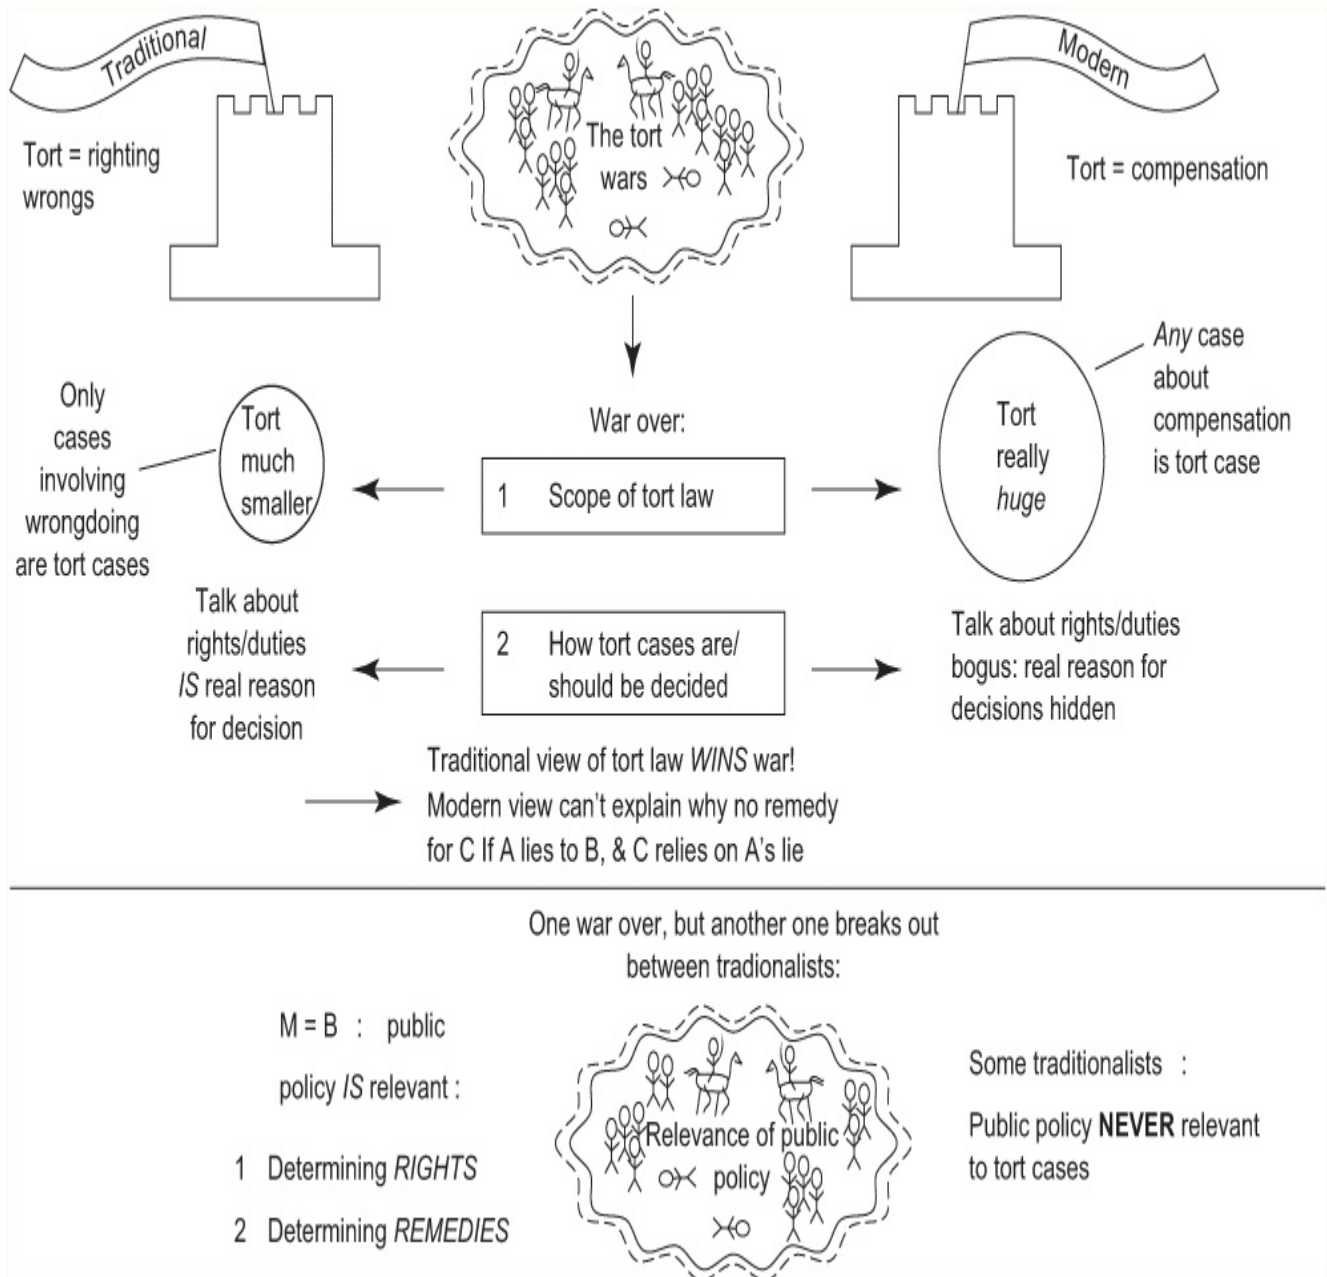 Traditional
Modern
Tort = righting
wrongs
The tort
wars
Tort = compensation
War over:
Only
cases
involving
wrongdoing
are tort cases
Tort
much
smaller
1 Scope of tort law
Tort
really
huge
Any case
about
compensation
is tort case
Talk about
rights/duties
IS real reason
for decision
2 How tort cases are/
should be decided
Talk about rights/duties
bogus: real reason for
decisions hidden
Traditional view of tort law WINS war!
Modern view can't explain why no remedy
for C If A lies to B, & C relies on A's lie
One war over, but another one breaks out
between tradionalists:
M = B : public
policy IS relevant :
1 Determining RIGHTS
2 Determining REMEDIES
Relevance of public
policy
Some traditionalists :
Public policy NEVER relevant
to tort cases